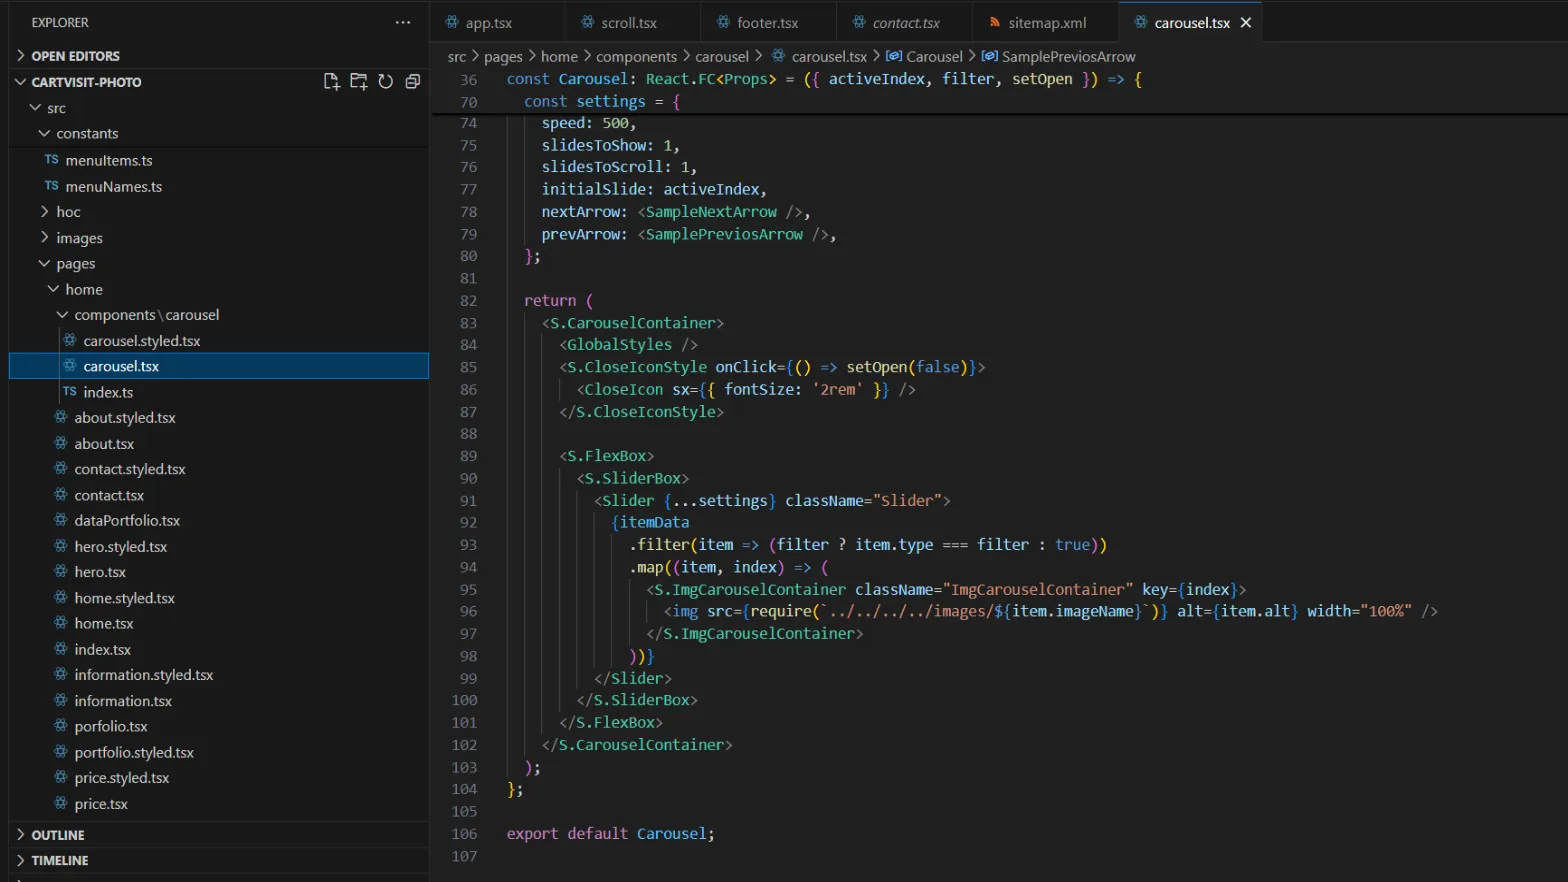 EXPLORER
OPEN EDITORS
CARTVISIT-PHOTO
src
constants
TS menuItems.ts
TS menuNames.ts
hoc
images
pages
home
components\carousel
carousel.styled.tsx
carousel.tsx
TS index.ts
about.styled.tsx
about.tsx
contact.styled.tsx
contact.tsx
dataPortfolio.tsx
hero.styled.tsx
hero.tsx
home.styled.tsx
home.tsx
index.tsx
information.styled.tsx
information.tsx
porfolio.tsx
portfolio.styled.tsx
price.styled.tsx
price.tsx
OUTLINE
TIMELINE
app.tsx scroll.tsx footer.tsx contact.tsx sitemap.xml carousel.tsx
src > pages > home > components > carousel > carousel.tsx > Carousel > SamplePreviosArrow
36 const Carousel: React.FC<Props> = ({ activeIndex, filter, setOpen }) => {
70 const settings = {
74 speed: 500,
75 slidesToShow: 1,
76 slidesToScroll: 1,
77 initialSlide: activeIndex,
78 nextArrow: <SampleNextArrow />,
79 prevArrow: <SamplePreviosArrow />,
80 };
81
82 return (
83 <S.CarouselContainer>
84 <GlobalStyles />
85 <S.CloseIconStyle onClick={() => setOpen(false)}>
86 <CloseIcon sx={{ fontSize: '2rem' }} />
87 </S.CloseIconStyle>
88
89 <S.FlexBox>
90 <S.SliderBox>
91 <Slider {...settings} className="Slider">
92 {itemData
93 .filter(item => (filter ? item.type === filter : true))
94 .map((item, index) => (
95 <S.ImgCarouselContainer className="ImgCarouselContainer" key={index}>
96 <img src={require(`../../../../images/${item.imageName}`)} alt={item.alt} width="100%" />
97 </S.ImgCarouselContainer>
98 ))}
99 </Slider>
100 </S.SliderBox>
101 </S.FlexBox>
102 </S.CarouselContainer>
103 );
104 };
105
106 export default Carousel;
107